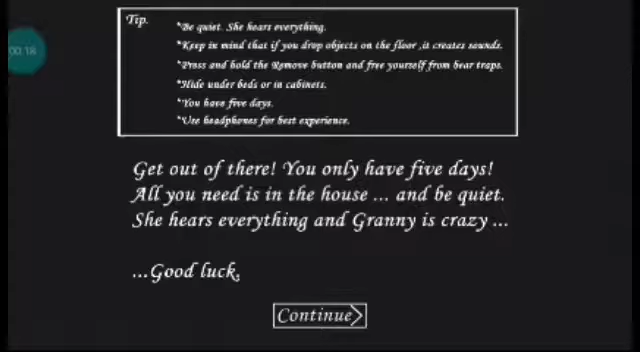 Tip.
*Be quiet. She hears everything.
*Keep in mind that if you drop objects on the floor ,it creates sounds.
*Press and hold the Remove button and free yourself from bear traps.
*Hide under beds or in cabinets.
*You have five days.
*Use headphones for best experience.
00:18
Get out of there! You only have five days!
All you need is in the house ... and be quiet.
She hears everything and Granny is crazy ...
...Good luck.
Continue